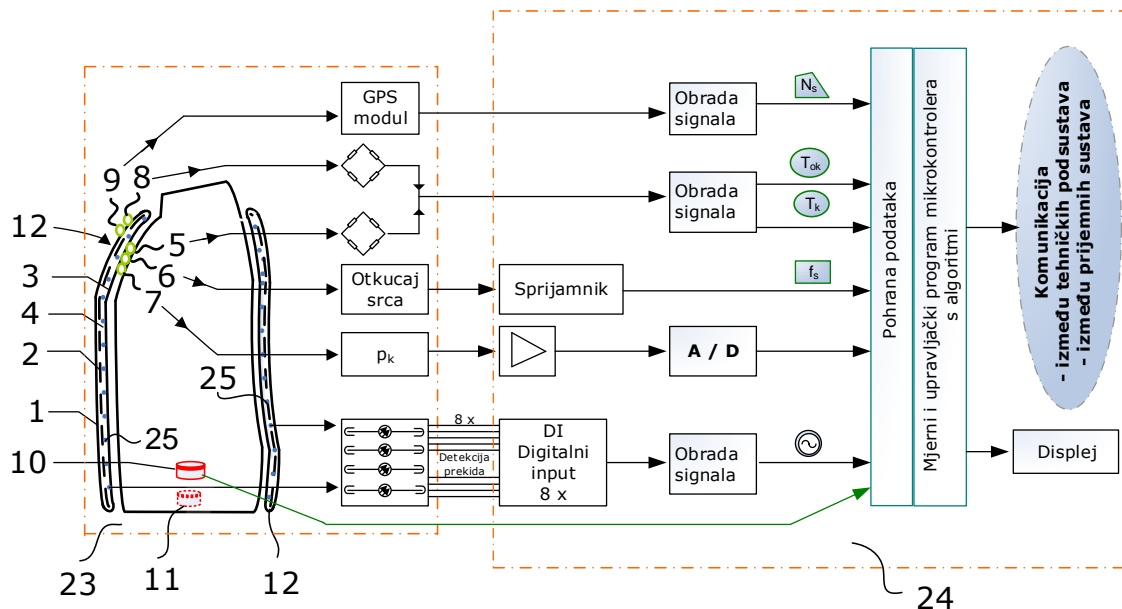 GPS
modul
Obrada
signala
Ns
9 8
12
5
3
6
4
7
2
1
25
10
11
23
12
25
Tok
Obrada
signala
Tk
Otkucaj
srca
Sprijamnik
fs
pk
A / D
8 x
Detekcija
prekida
DI
Digitalni
input
8 x
Obrada
signala
Pohrana podataka
Mjerni i upravljački program mikrokontrolera
s algoritmi
Komunikacija
- između tehničkih podsustava
- između prijemnih sustava
Displej
24